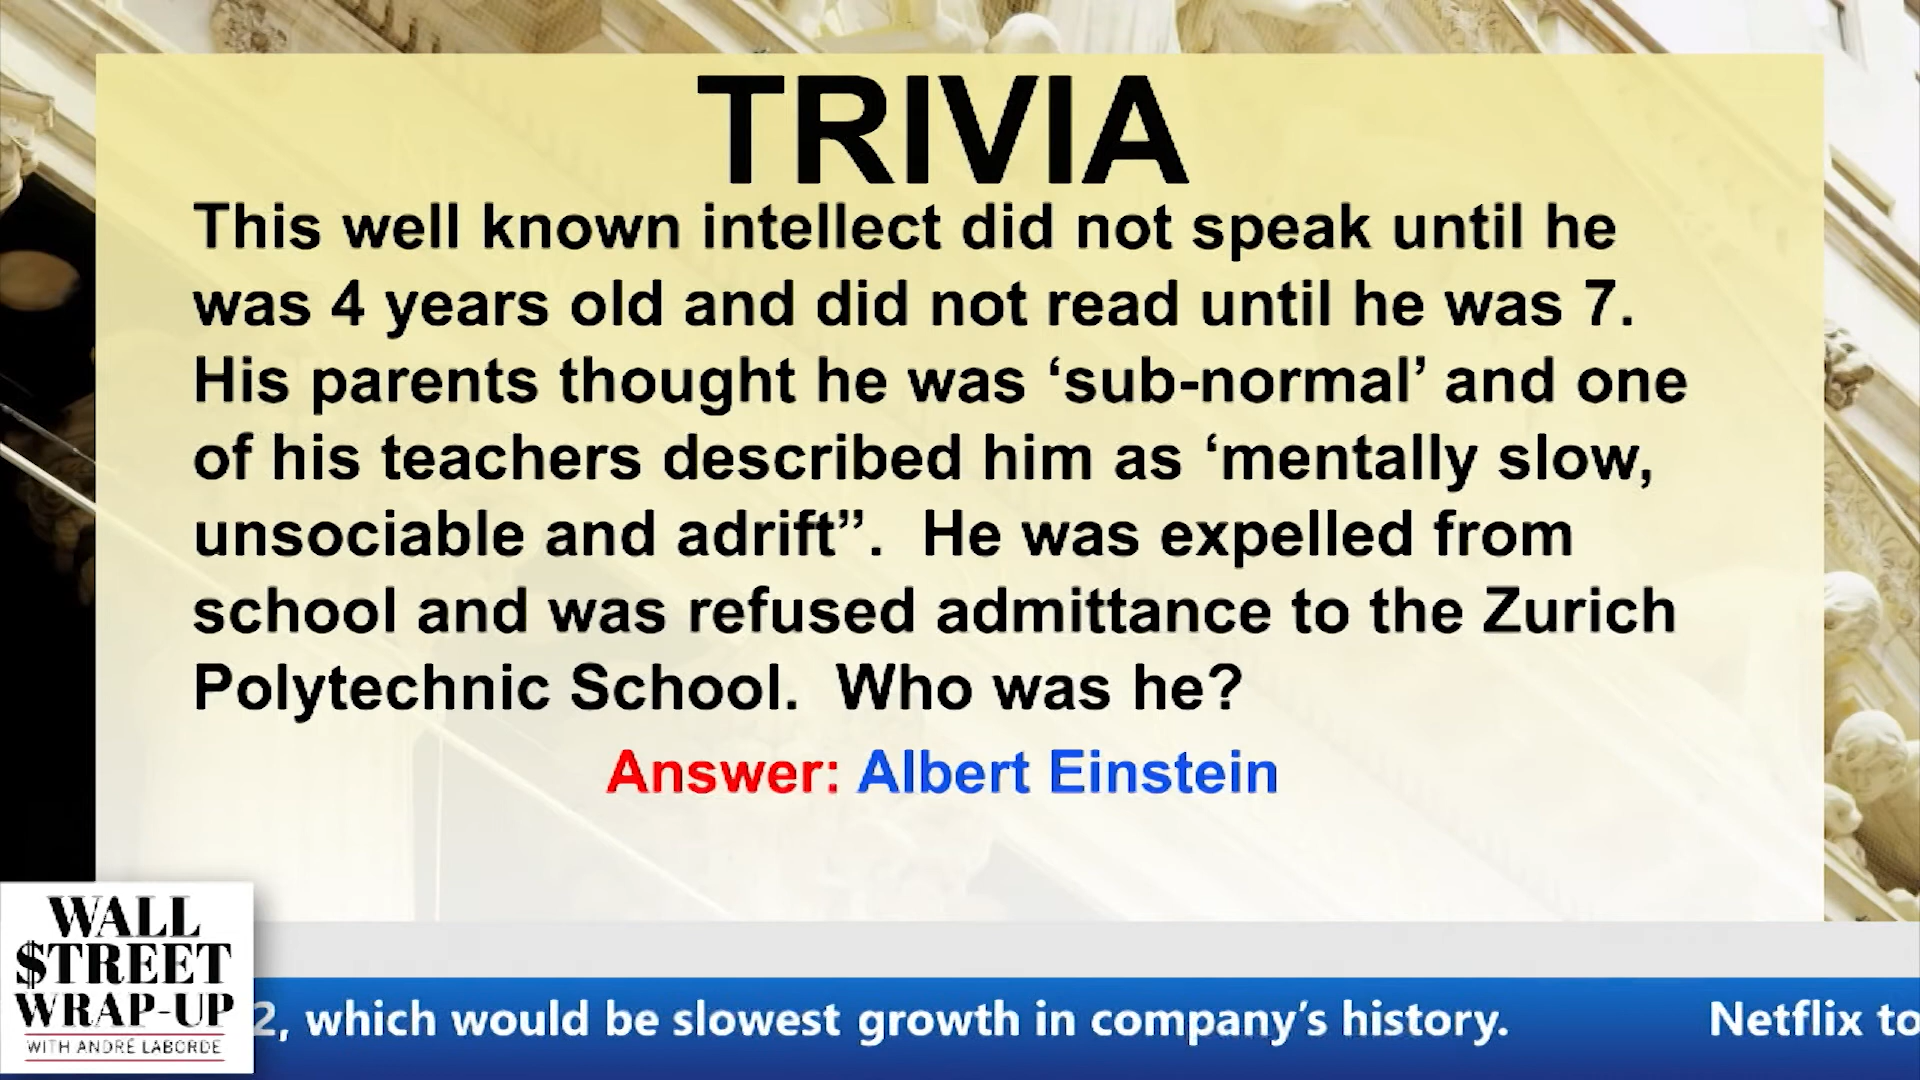 TRIVIA
This well known intellect did not speak until he
was 4 years old and did not read until he was 7.
His parents thought he was ‘sub-normal’ and one
of his teachers described him as ‘mentally slow,
unsociable and adrift”.  He was expelled from
school and was refused admittance to the Zurich
Polytechnic School.  Who was he?
Answer: Albert Einstein
WALL
$TREET
WRAP-UP
WITH ANDRÉ LABORDE
2, which would be slowest growth in company’s history. Netflix to